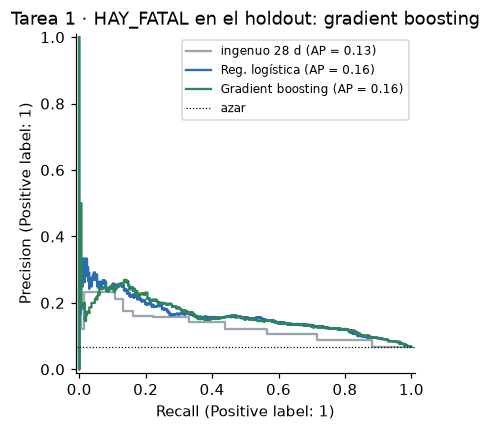 Tarea 1 · HAY_FATAL en el holdout: gradient boosting
1.0
0.8
0.6
0.4
0.2
0.0
Precision (Positive label: 1)
ingenuo 28 d (AP = 0.13)
Reg. logística (AP = 0.16)
Gradient boosting (AP = 0.16)
azar
0.0 0.2 0.4 0.6 0.8 1.0
Recall (Positive label: 1)